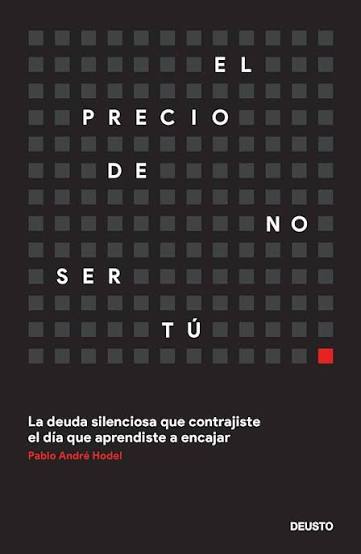 EL
PRECIO
DE
NO
SER
TÚ
La deuda silenciosa que contrajiste
el día que aprendiste a encajar
Pablo André Hodel
DEUSTO